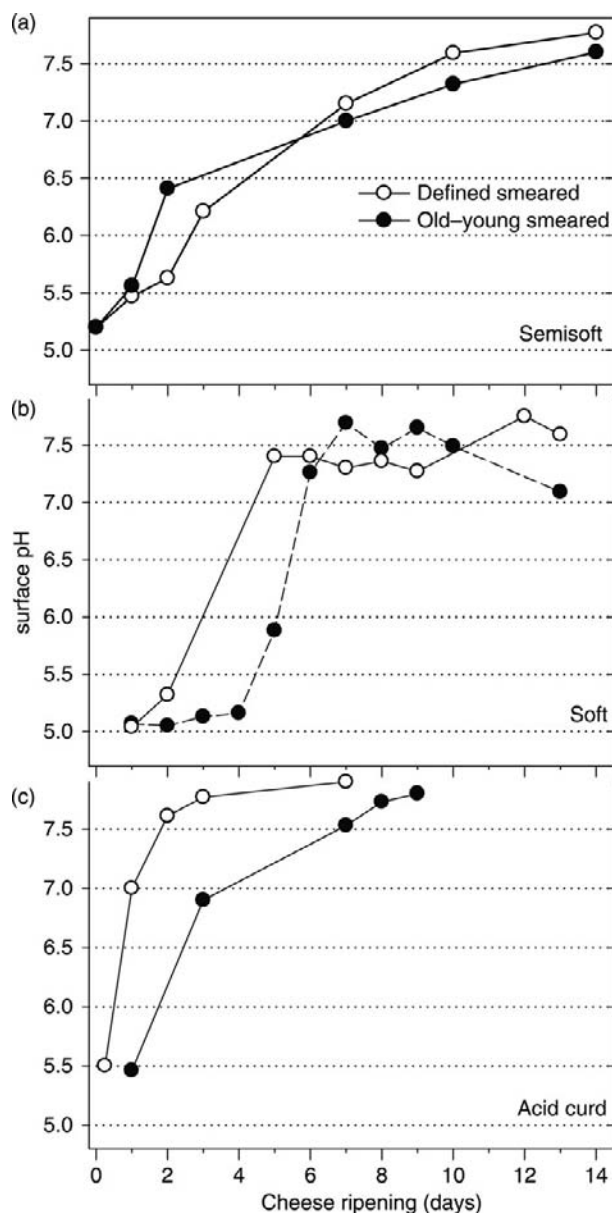 (a)
7.5
7.0
6.5
6.0
5.5
5.0
Defined smeared
Old–young smeared
Semisoft
(b)
surface pH
7.5
7.0
7.5
6.0
5.5
5.0
Soft
(c)
7.5
7.0
6.5
6.0
5.5
5.0
Acid curd
0 2 4 6 8 10 12 14
Cheese ripening (days)